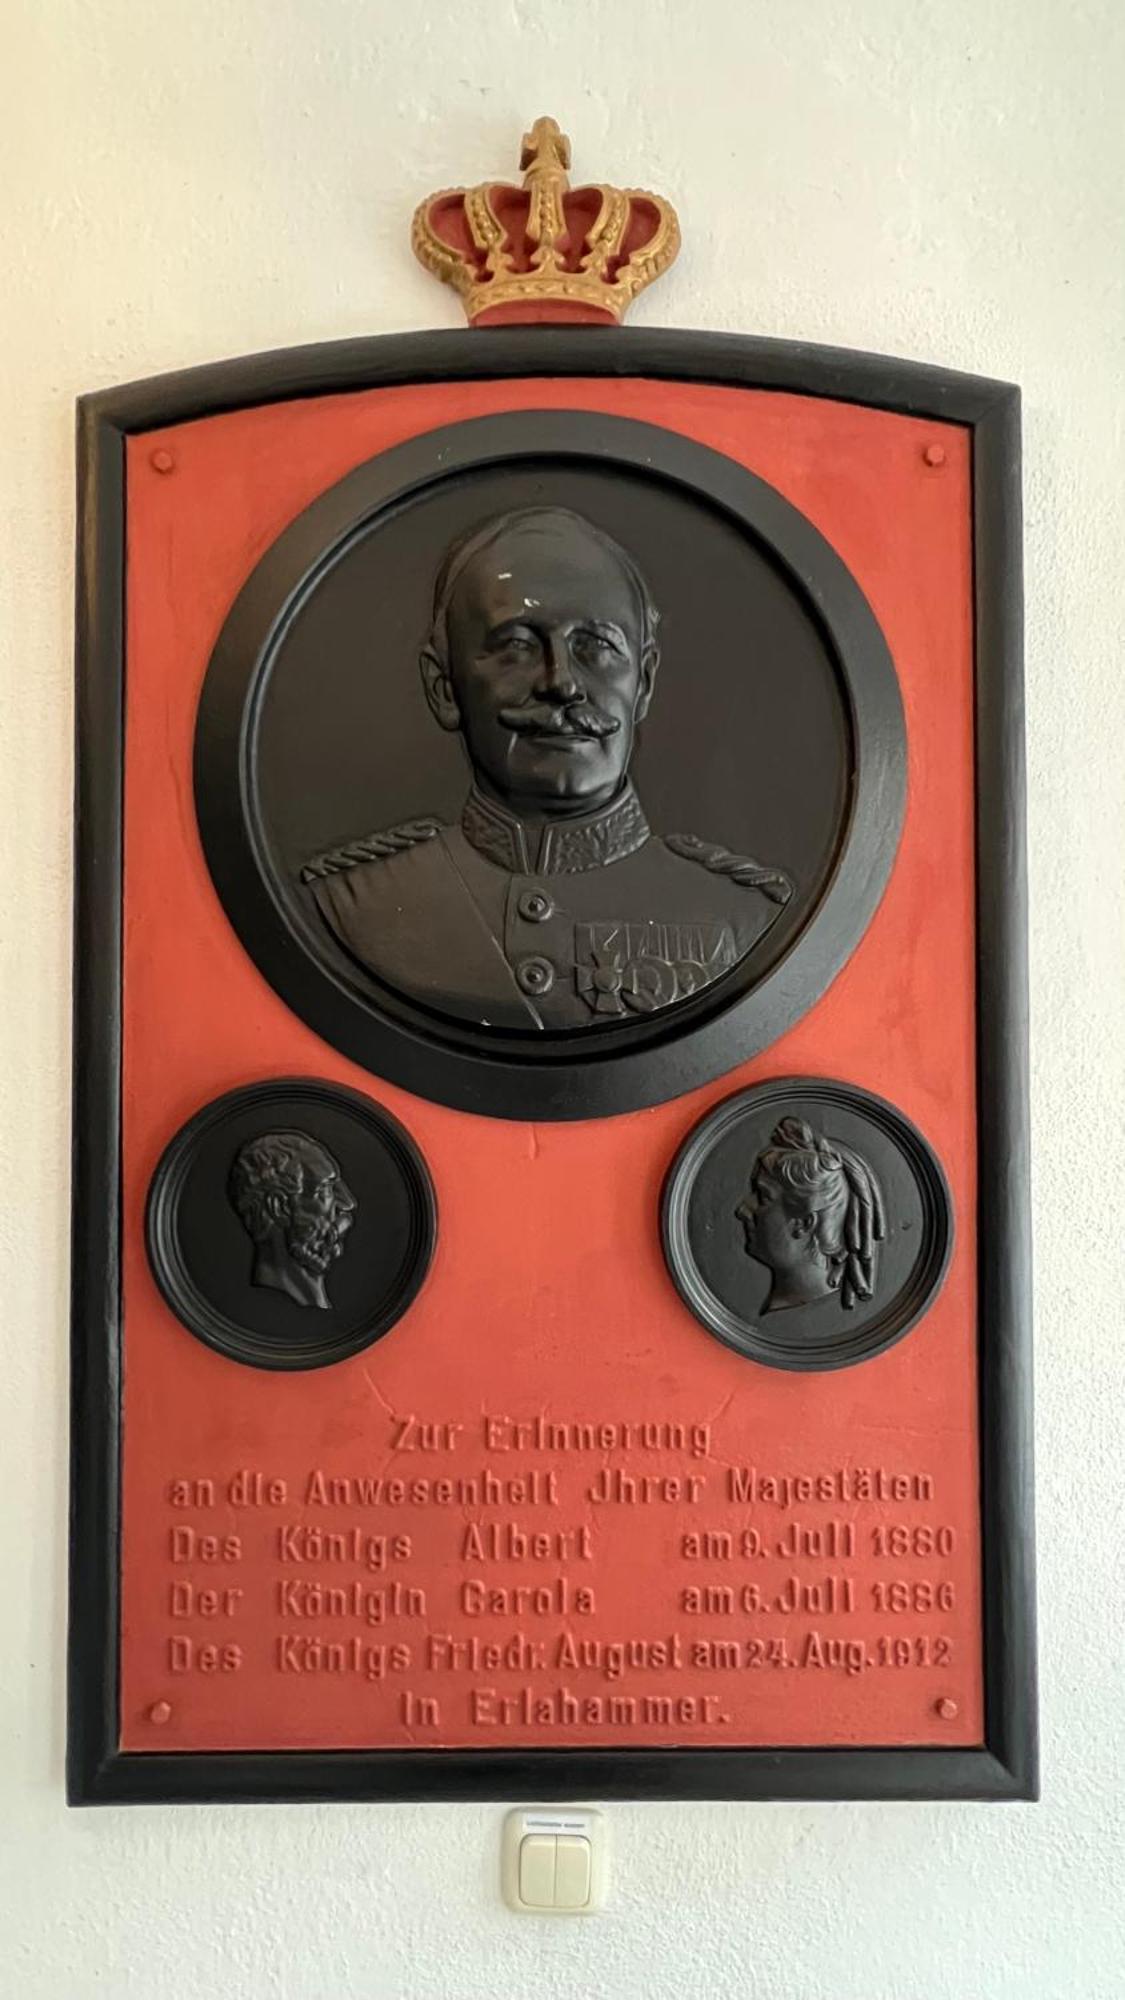 Zur Erinnerung
an die Anwesenheit Jhrer Majestäten
Des Königs Albert am 9. Juli 1880
Der Königin Carola am 6. Juli 1886
Des Königs Friedr. August am 24. Aug. 1912
in Erlahammer.